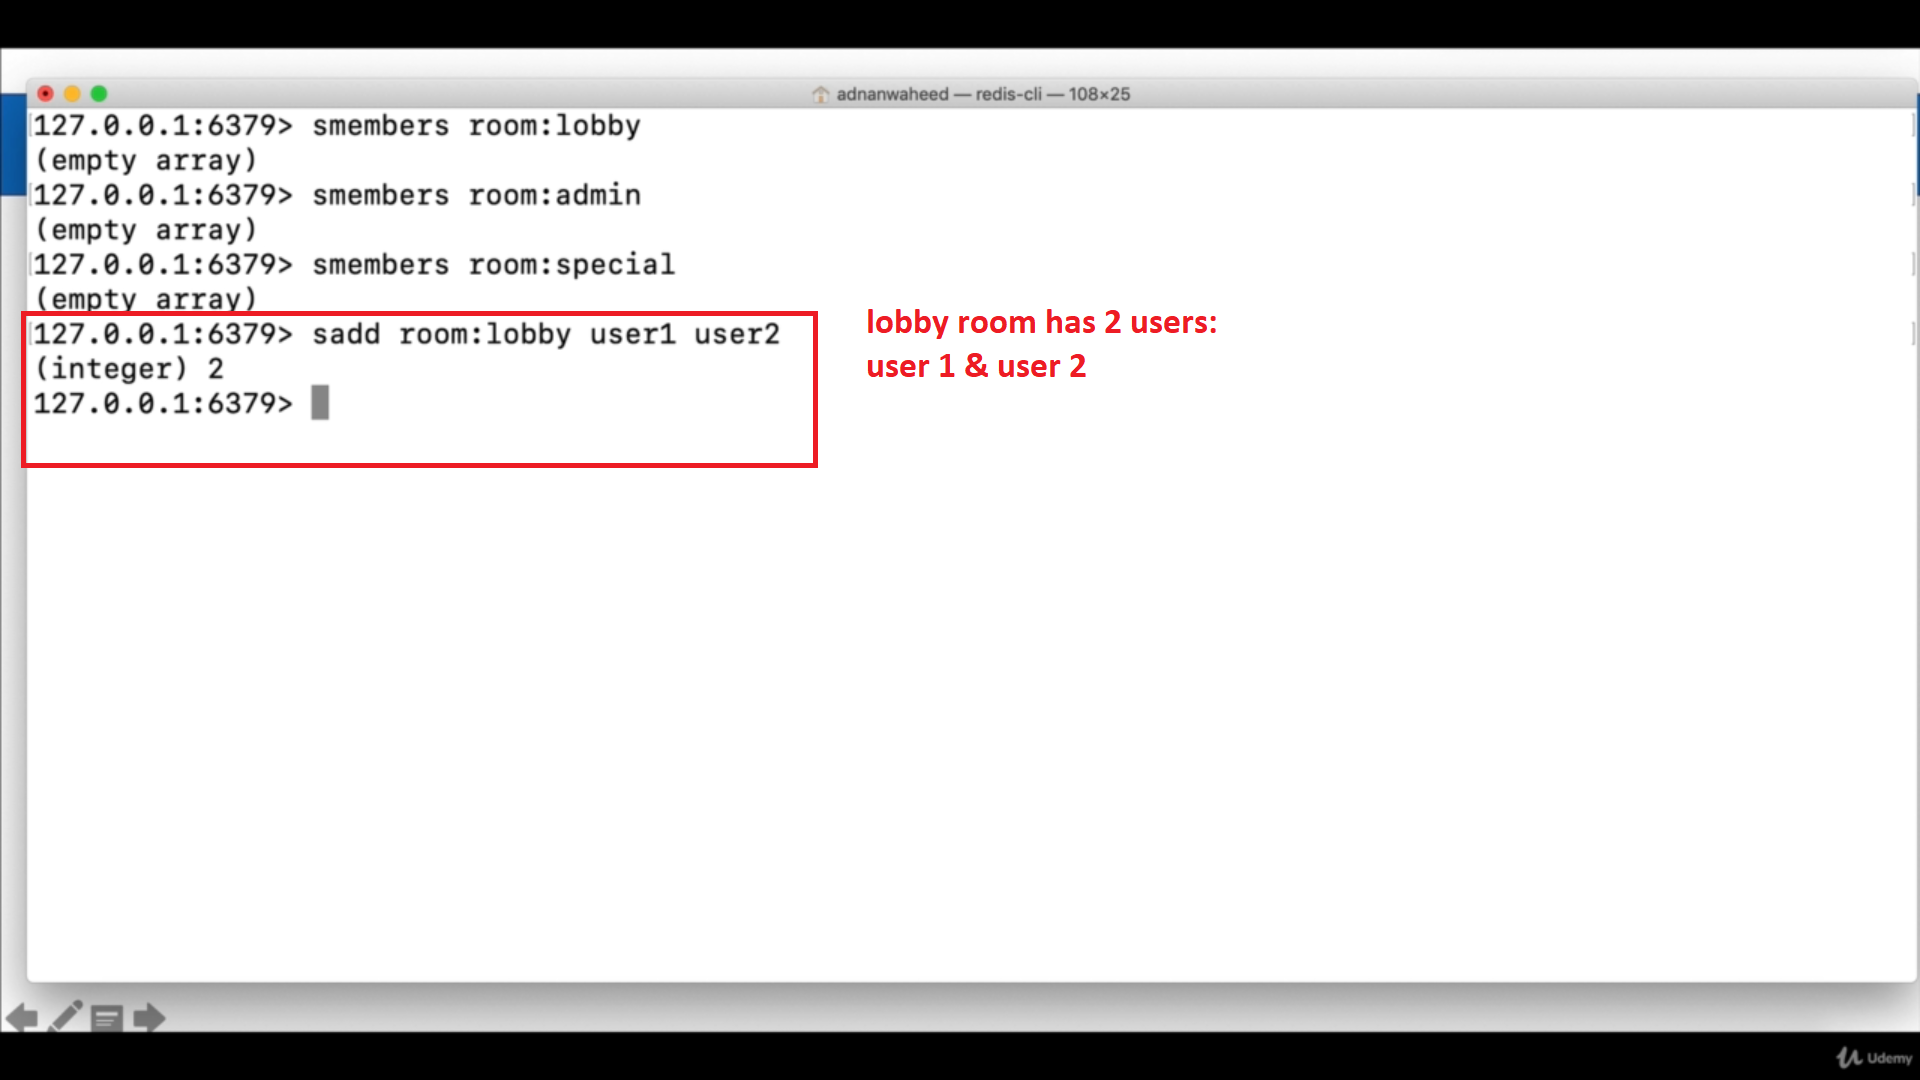 adnanwaheed — redis-cli — 108×25
127.0.0.1:6379> smembers room:lobby
(empty array)
127.0.0.1:6379> smembers room:admin
(empty array)
127.0.0.1:6379> smembers room:special
(empty array)
127.0.0.1:6379> sadd room:lobby user1 user2
(integer) 2
127.0.0.1:6379>
lobby room has 2 users:
user 1 & user 2
Udemy